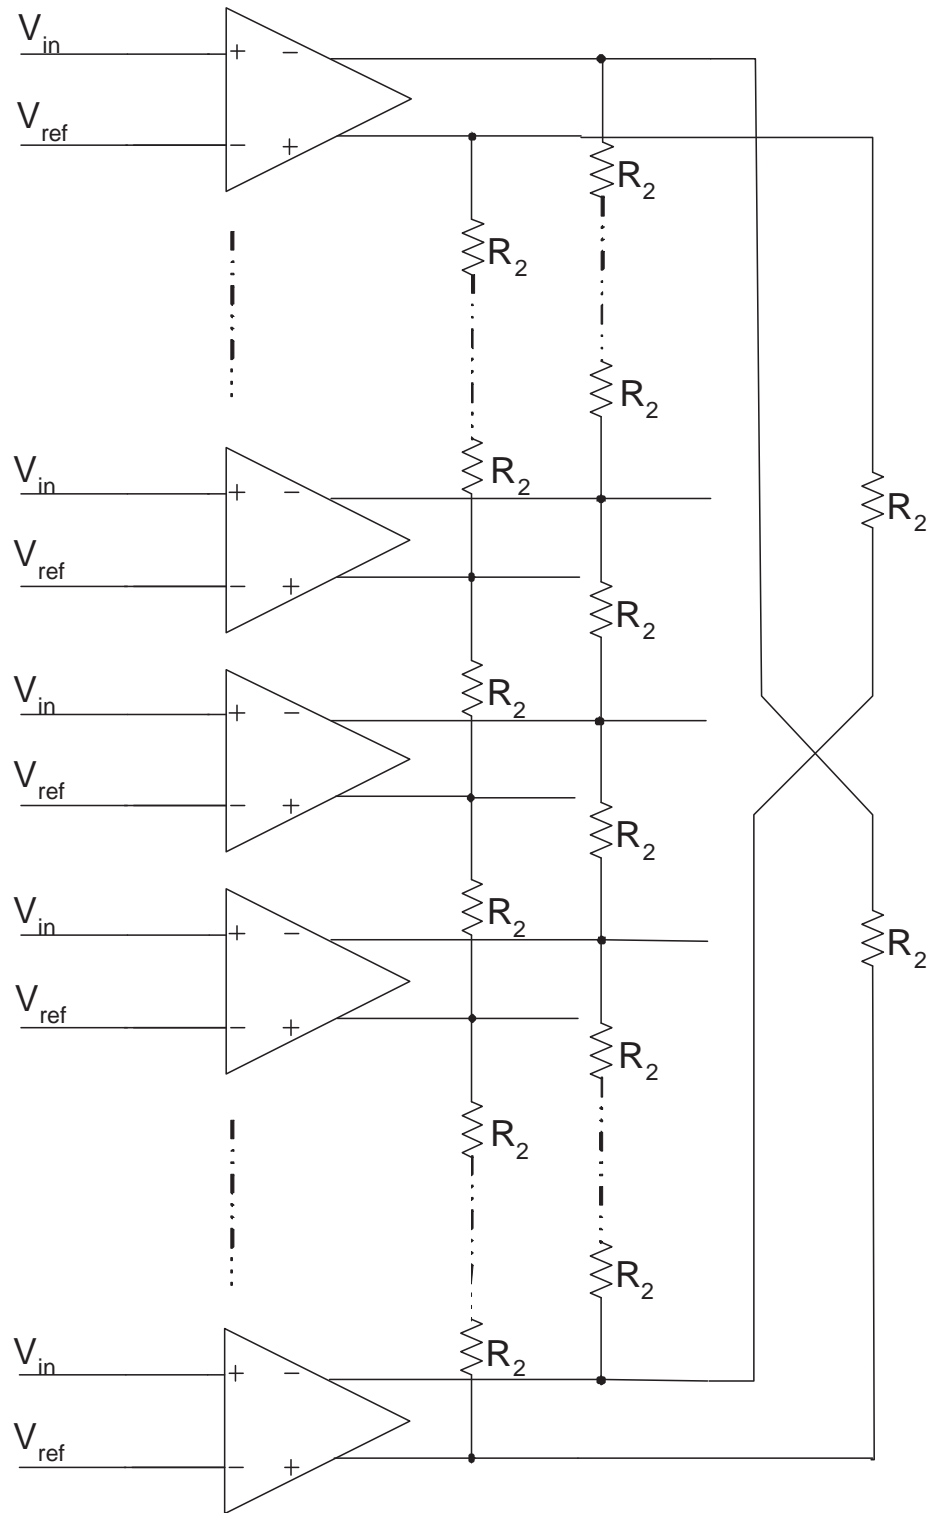 V_in
+ −
V_ref
− +
R_2
R_2
R_2
R_2
V_in
+ −
R_2
V_ref
− +
R_2
R_2
V_in
+ −
V_ref
− +
R_2
R_2
V_in
+ −
R_2
V_ref
− +
R_2
R_2
R_2
R_2
V_in
+ −
V_ref
− +